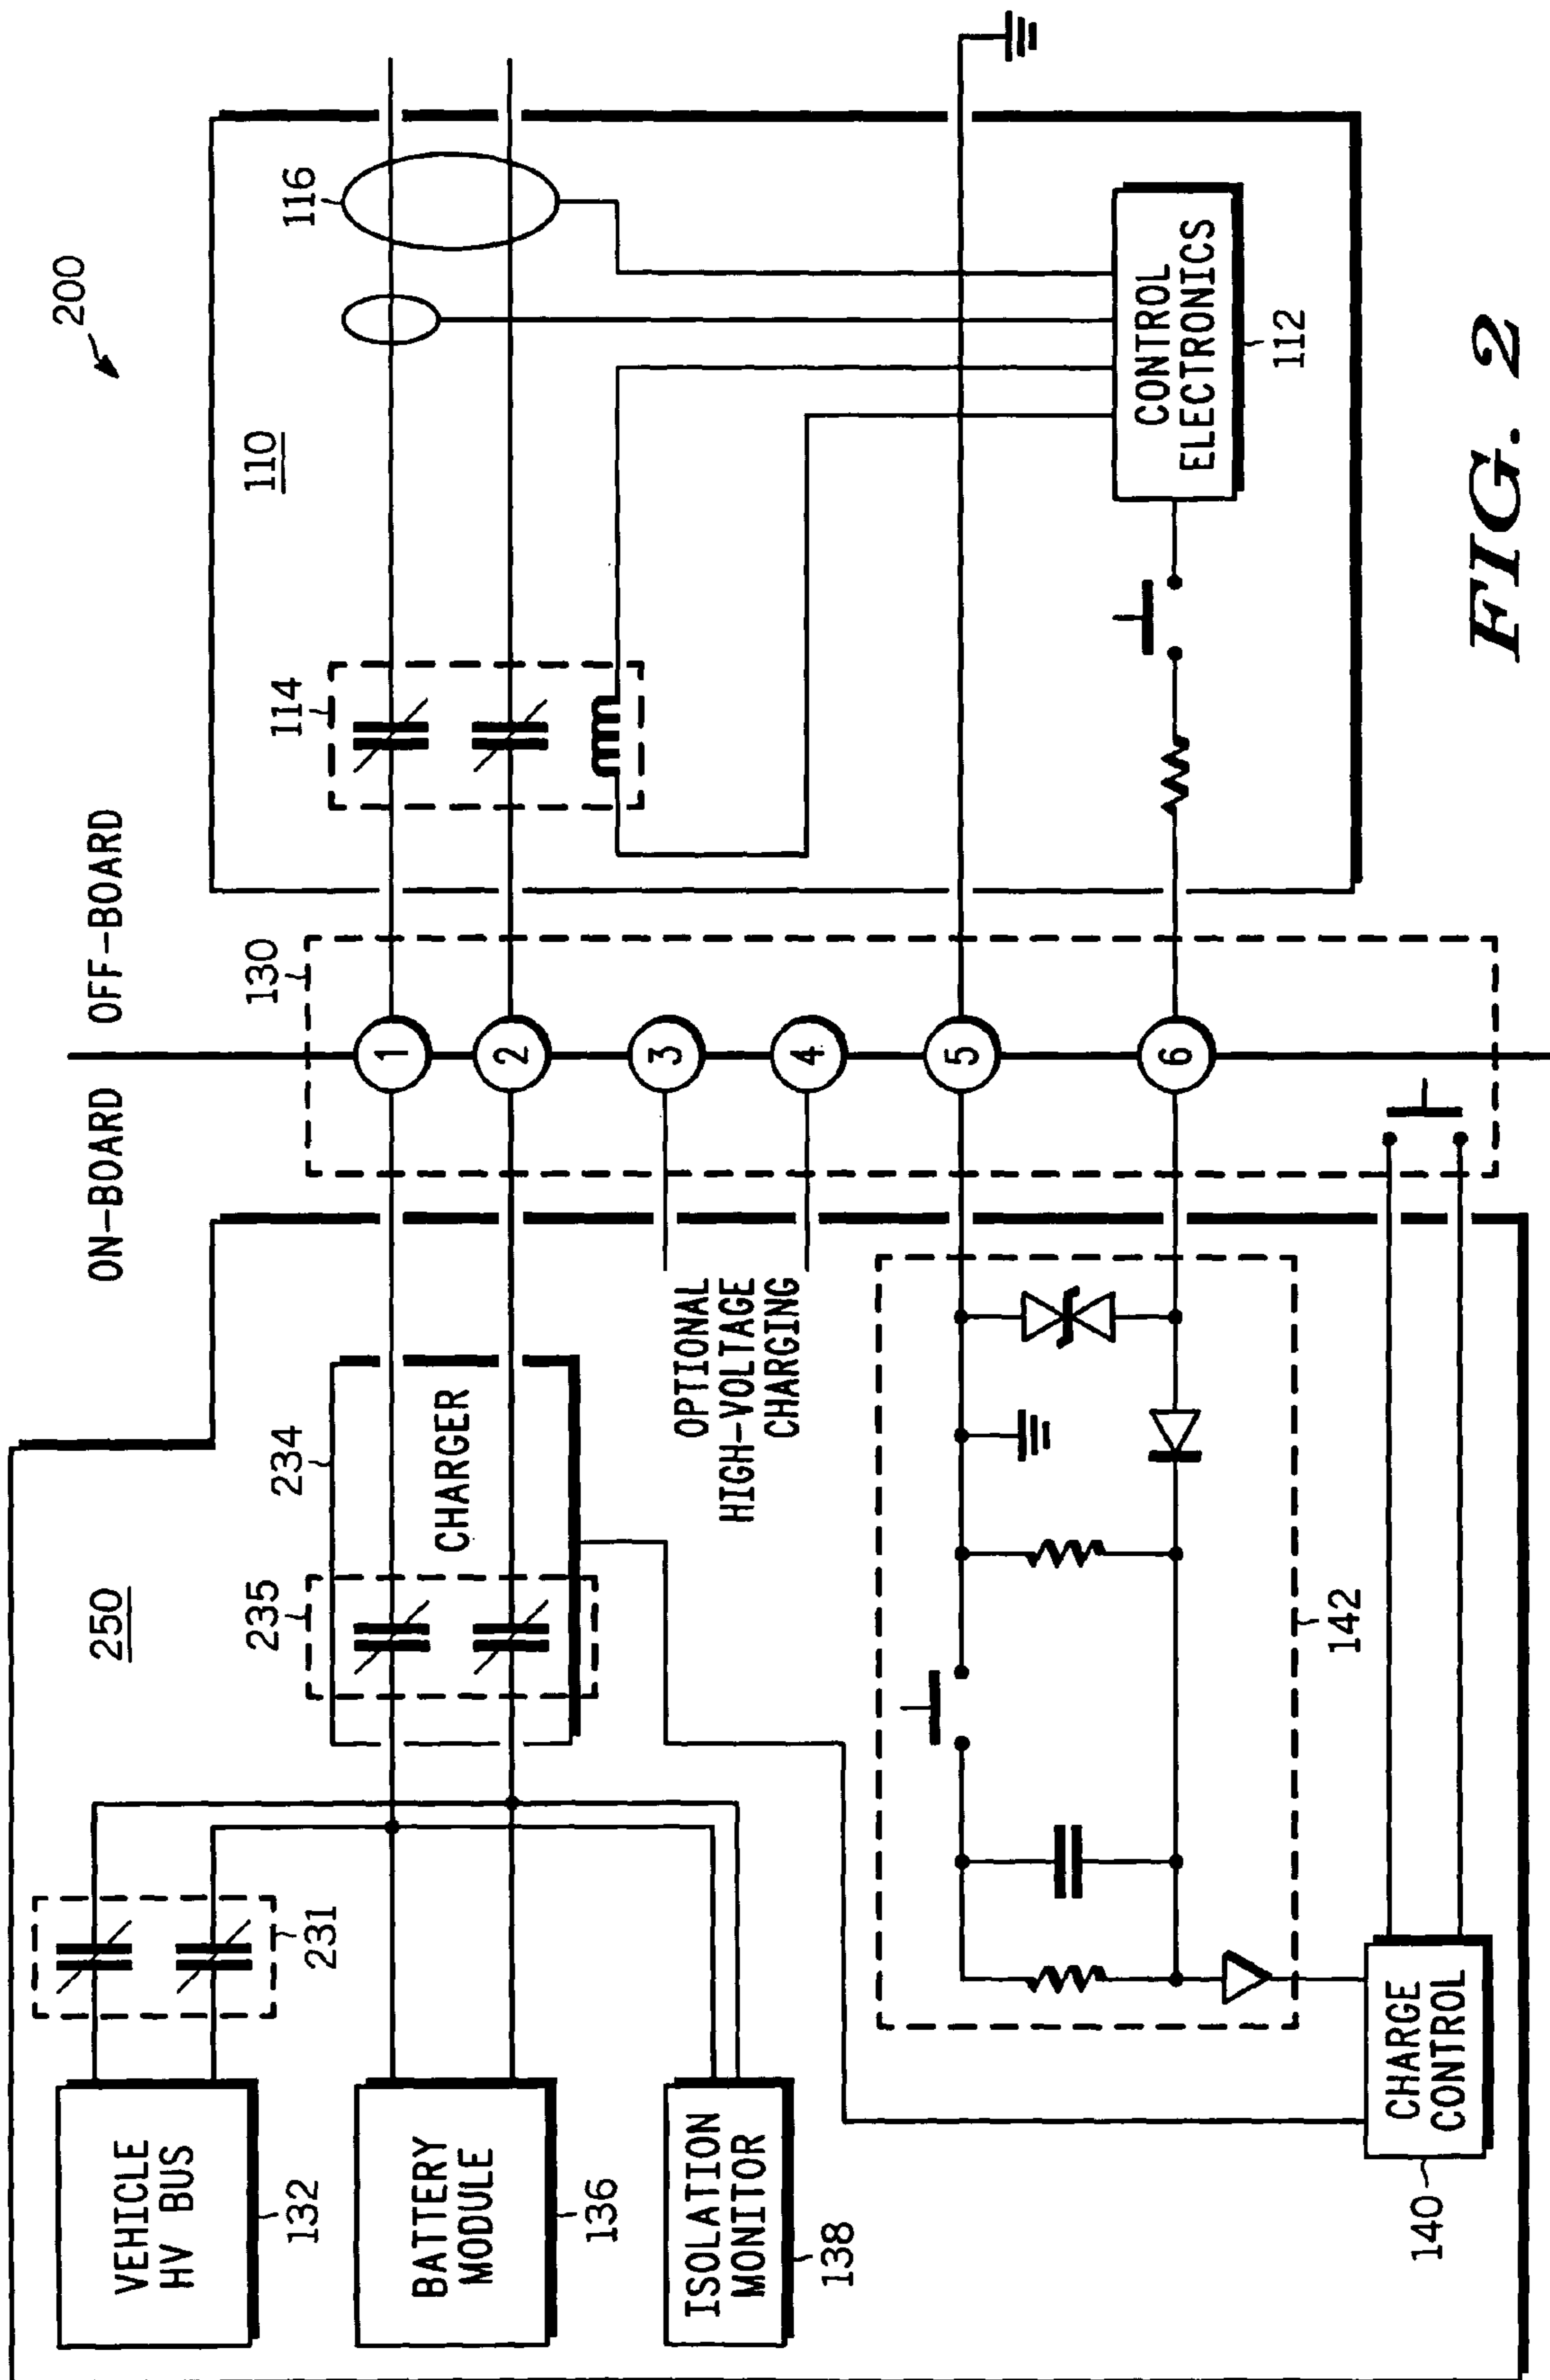 200
ON-BOARD
OFF-BOARD
250
VEHICLE
HV BUS
132
231
BATTERY
MODULE
136
ISOLATION
MONITOR
138
235
234
CHARGER
OPTIONAL
HIGH-VOLTAGE
CHARGING
130
1
2
3
4
5
6
114
110
116
CONTROL
ELECTRONICS
112
142
CHARGE
CONTROL
140
FIG. 2